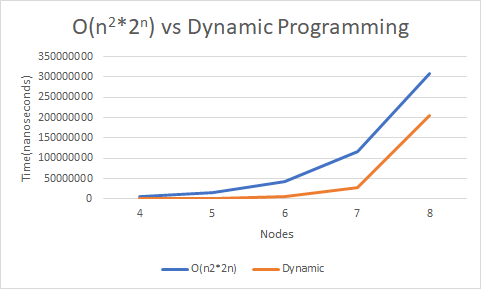 O(n²*2ⁿ) vs Dynamic Programming
Time(nanoseconds)
350000000
300000000
250000000
200000000
150000000
100000000
50000000
0
4 5 6 7 8
Nodes
O(n2*2n) Dynamic